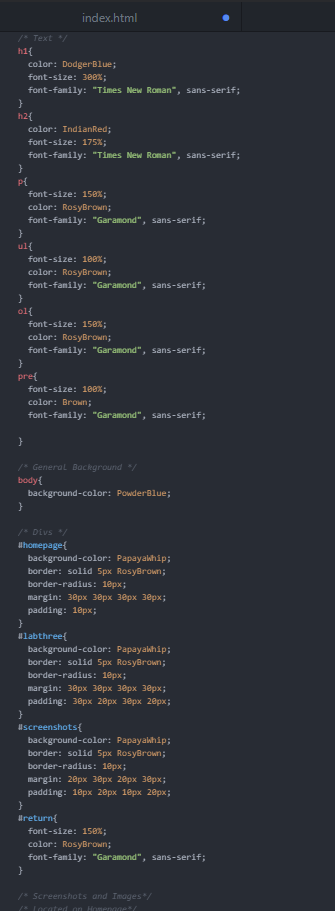 index.html
/* Text */
h1{
  color: DodgerBlue;
  font-size: 300%;
  font-family: "Times New Roman", sans-serif;
}
h2{
  color: IndianRed;
  font-size: 175%;
  font-family: "Times New Roman", sans-serif;
}
p{
  font-size: 150%;
  color: RosyBrown;
  font-family: "Garamond", sans-serif;
}
ul{
  font-size: 100%;
  color: RosyBrown;
  font-family: "Garamond", sans-serif;
}
ol{
  font-size: 150%;
  color: RosyBrown;
  font-family: "Garamond", sans-serif;
}
pre{
  font-size: 100%;
  color: Brown;
  font-family: "Garamond", sans-serif;

}

/* General Background */
body{
  background-color: PowderBlue;
}

/* Divs */
#homepage{
  background-color: PapayaWhip;
  border: solid 5px RosyBrown;
  border-radius: 10px;
  margin: 30px 30px 30px 30px;
  padding: 10px;
}
#labthree{
  background-color: PapayaWhip;
  border: solid 5px RosyBrown;
  border-radius: 10px;
  margin: 30px 30px 30px 30px;
  padding: 30px 20px 30px 20px;
}
#screenshots{
  background-color: PapayaWhip;
  border: solid 5px RosyBrown;
  border-radius: 10px;
  margin: 20px 30px 20px 30px;
  padding: 10px 20px 10px 20px;
}
#return{
  font-size: 150%;
  color: RosyBrown;
  font-family: "Garamond", sans-serif;
}

/* Screenshots and Images*/
/* Located on Homepage*/